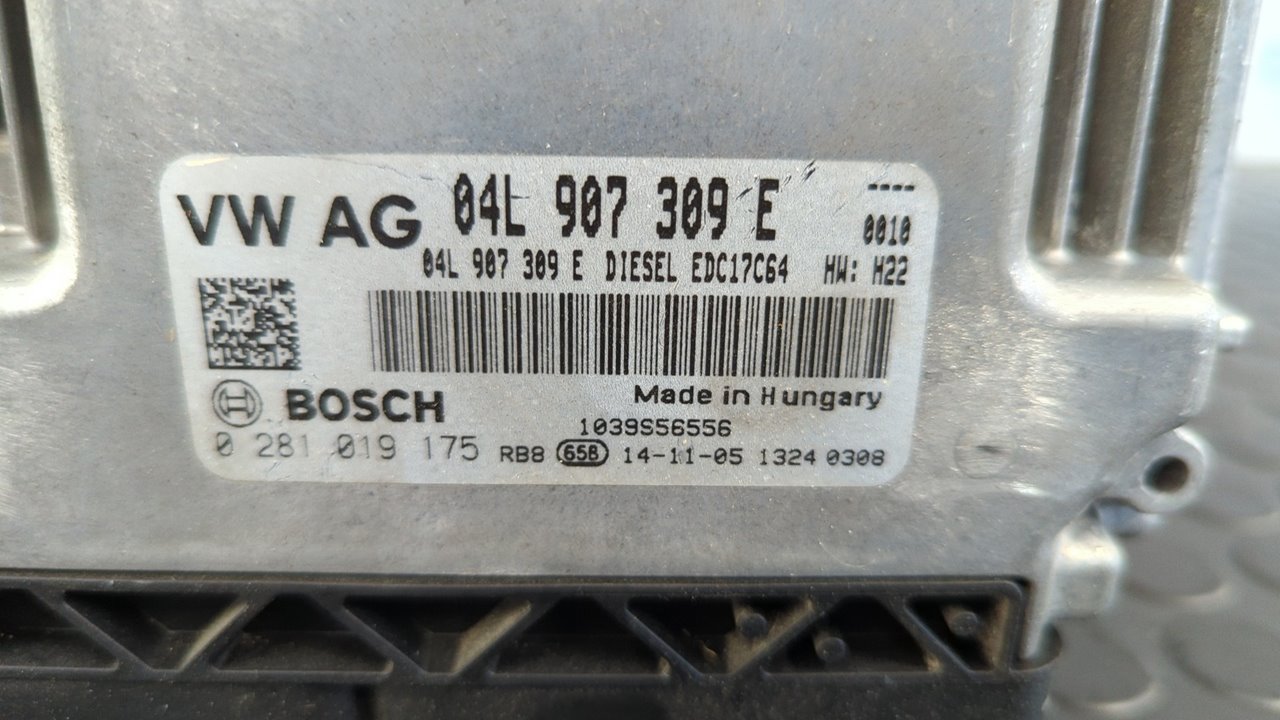 VW AG 04L 907 309 E ----
0010
04L 907 309 E DIESEL EDC17C64 HW: H22
BOSCH Made in Hungary
1039S56556
0 281 019 175 RB8 65B 14-11-05 1324 0308